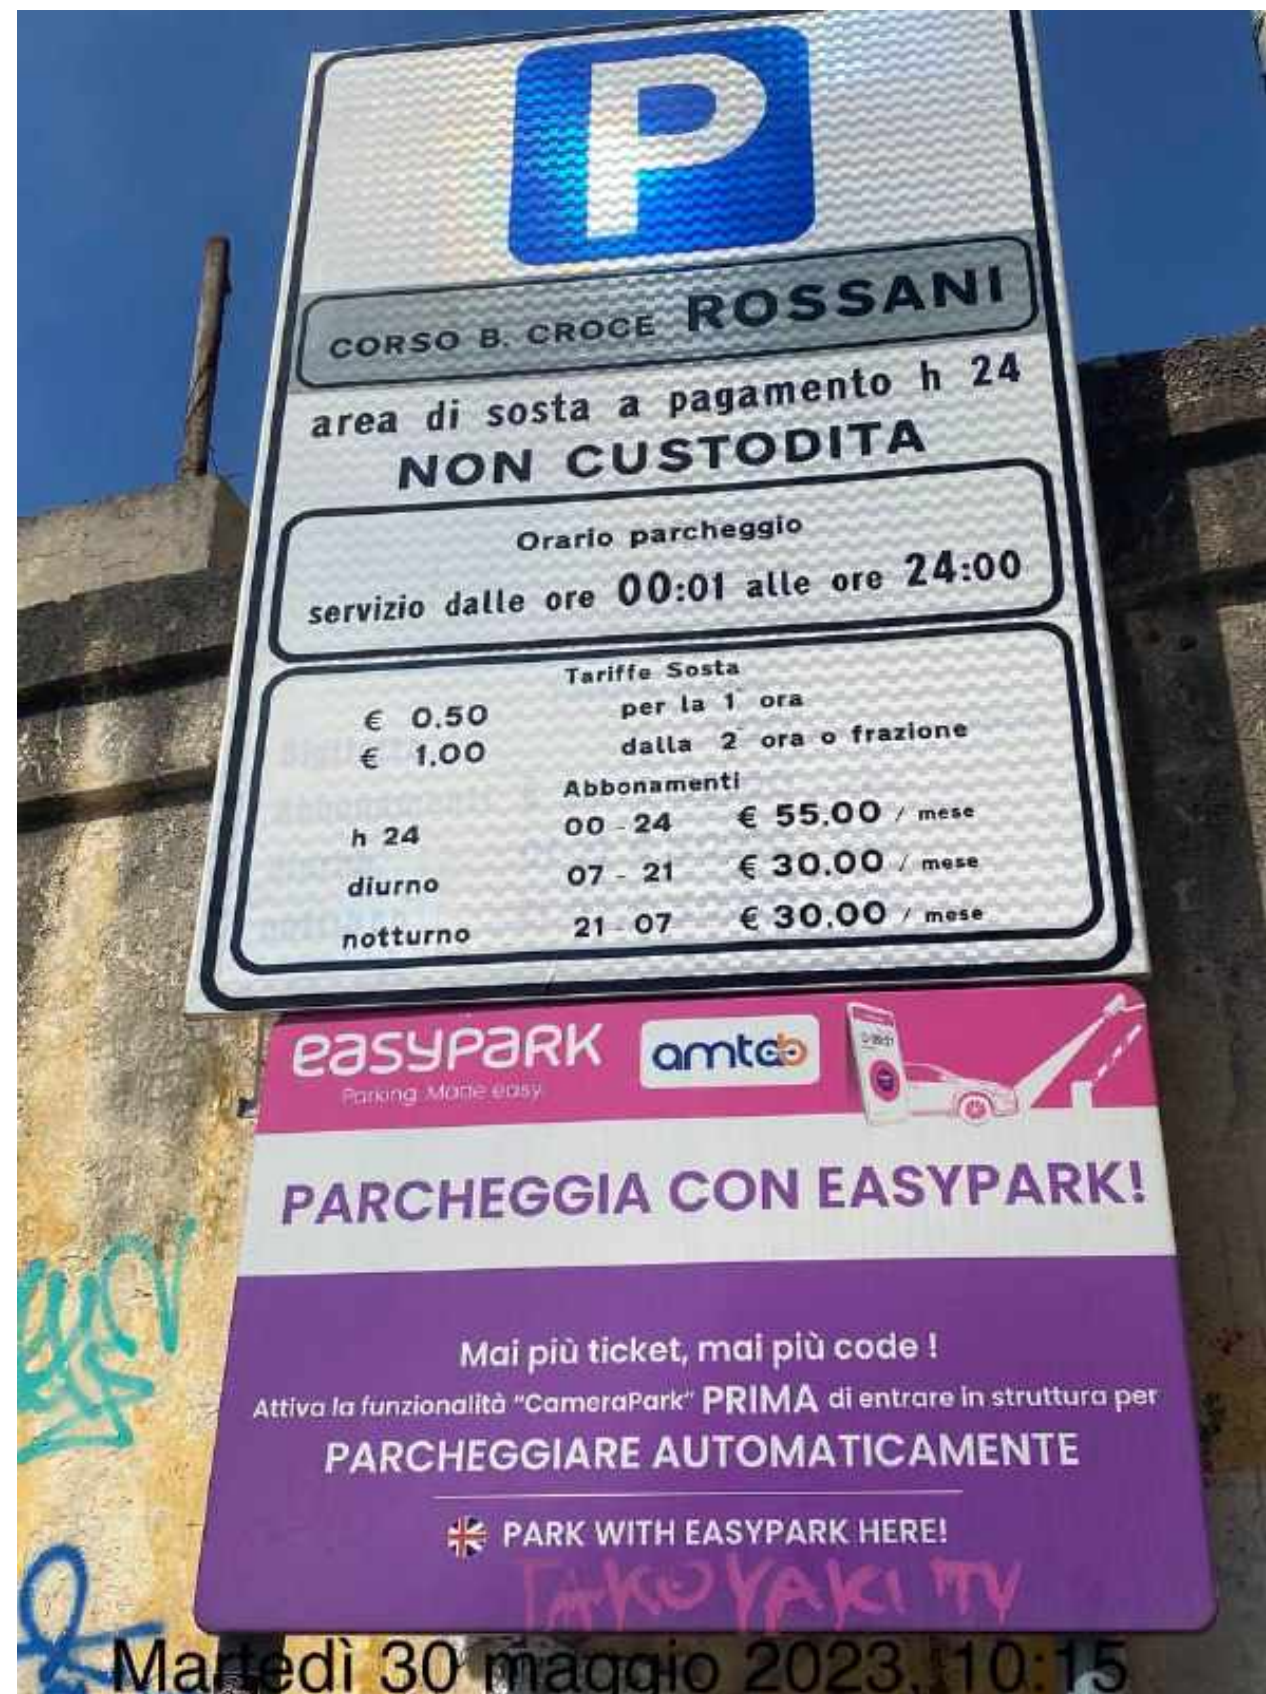 P
CORSO B. CROCE ROSSANI
area di sosta a pagamento h 24
NON CUSTODITA
Orario parcheggio
servizio dalle ore 00:01 alle ore 24:00
Tariffe Sosta
€ 0.50 per la 1 ora
€ 1.00 dalla 2 ora o frazione
Abbonamenti
h 24 00 - 24 € 55.00 / mese
diurno 07 - 21 € 30.00 / mese
notturno 21 - 07 € 30.00 / mese
easypark amtab
Parking. Made easy.
PARCHEGGIA CON EASYPARK!
Mai più ticket, mai più code !
Attiva la funzionalità "CameraPark" PRIMA di entrare in struttura per
PARCHEGGIARE AUTOMATICAMENTE
PARK WITH EASYPARK HERE!
TAKOYAKI TV
Martedì 30 maggio 2023, 10:15